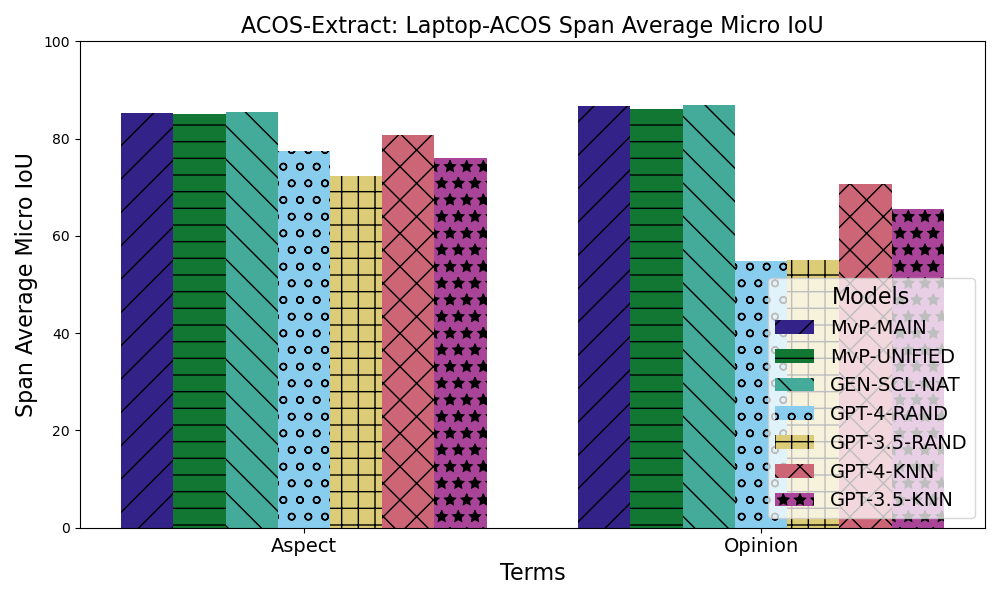 ACOS-Extract: Laptop-ACOS Span Average Micro IoU
Span Average Micro IoU
100
80
60
40
20
0
Models
MvP-MAIN
MvP-UNIFIED
GEN-SCL-NAT
GPT-4-RAND
GPT-3.5-RAND
GPT-4-KNN
GPT-3.5-KNN
Aspect
Opinion
Terms